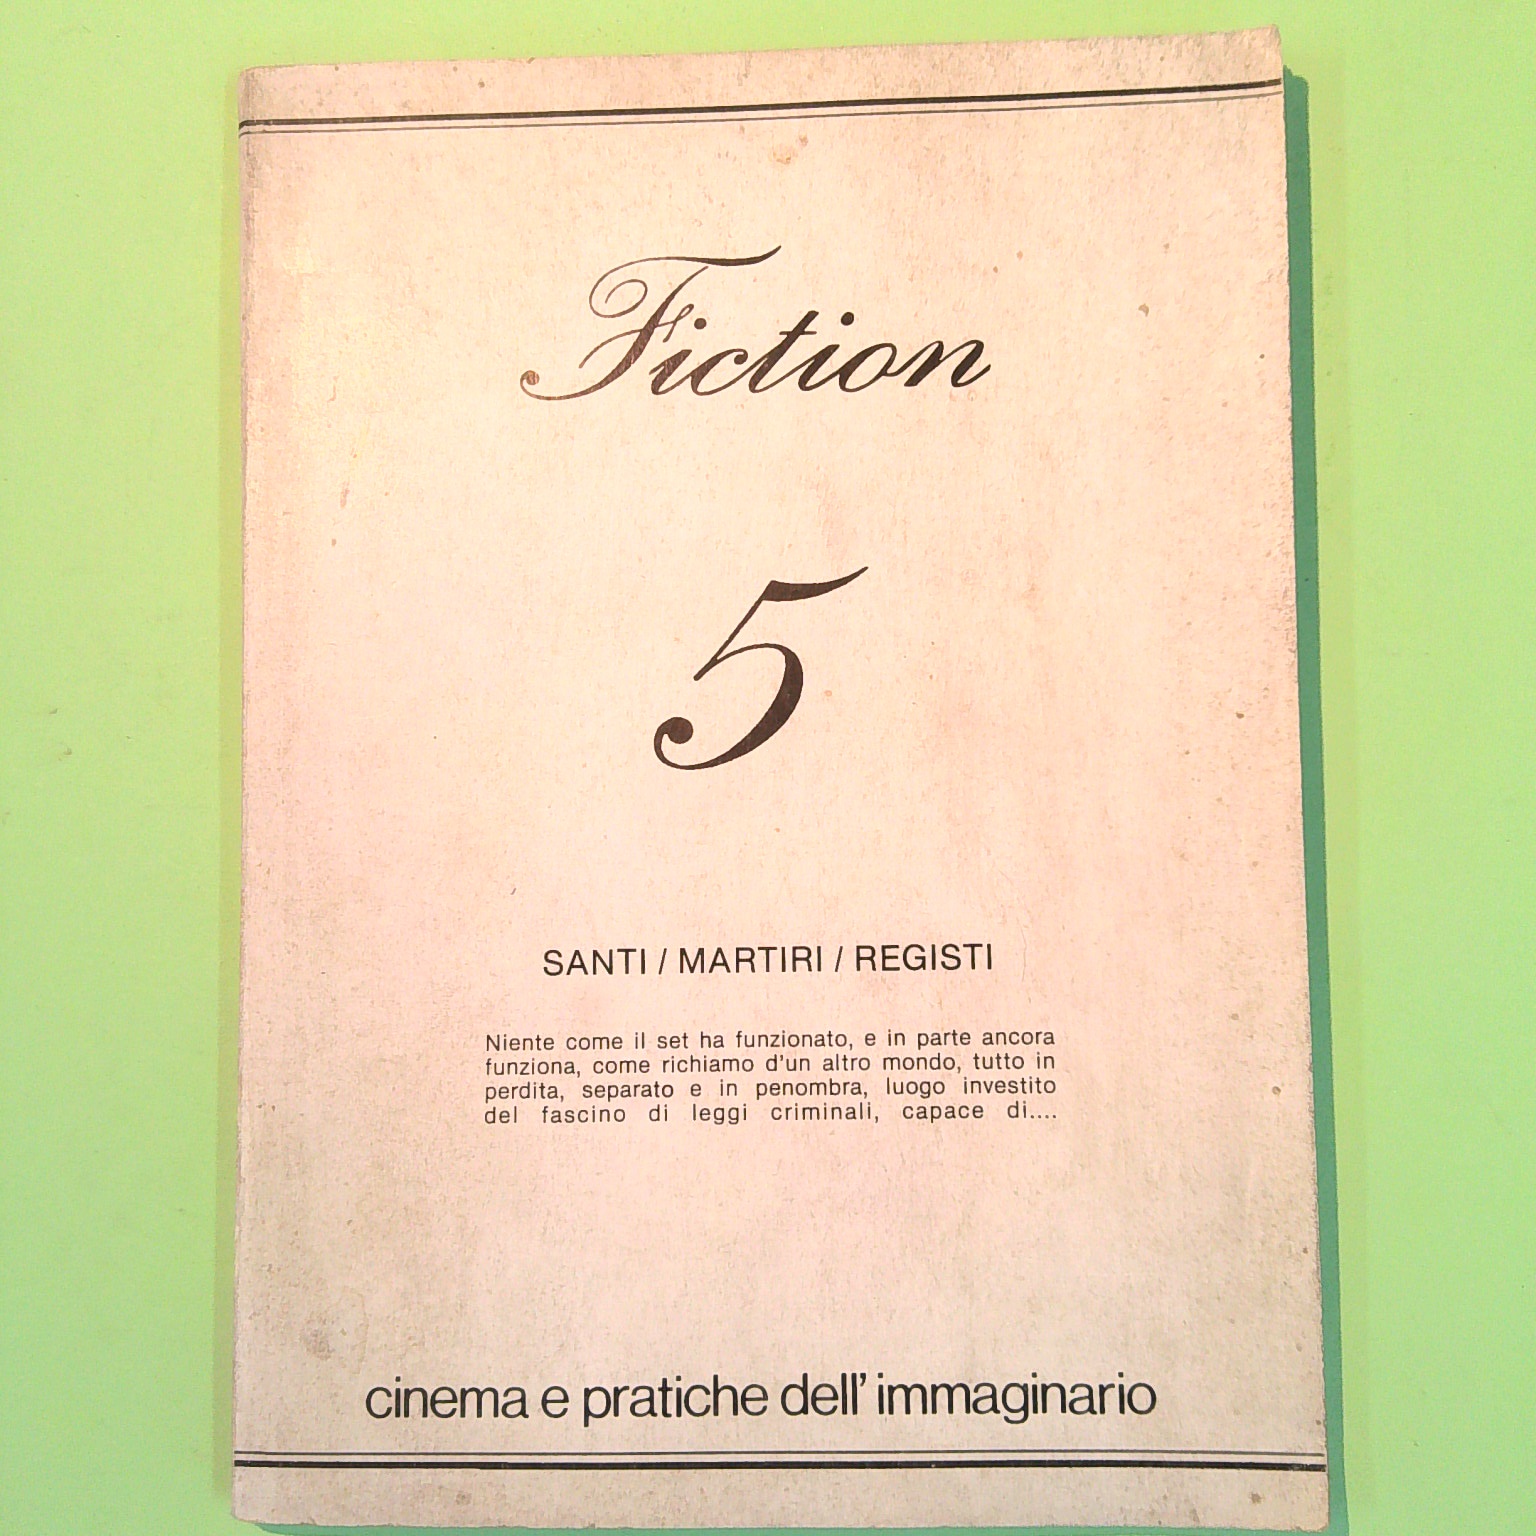 Fiction
5
SANTI / MARTIRI / REGISTI
Niente come il set ha funzionato, e in parte ancora
funziona, come richiamo d'un altro mondo, tutto in
perdita, separato e in penombra, luogo investito
del fascino di leggi criminali, capace di....
cinema e pratiche dell' immaginario